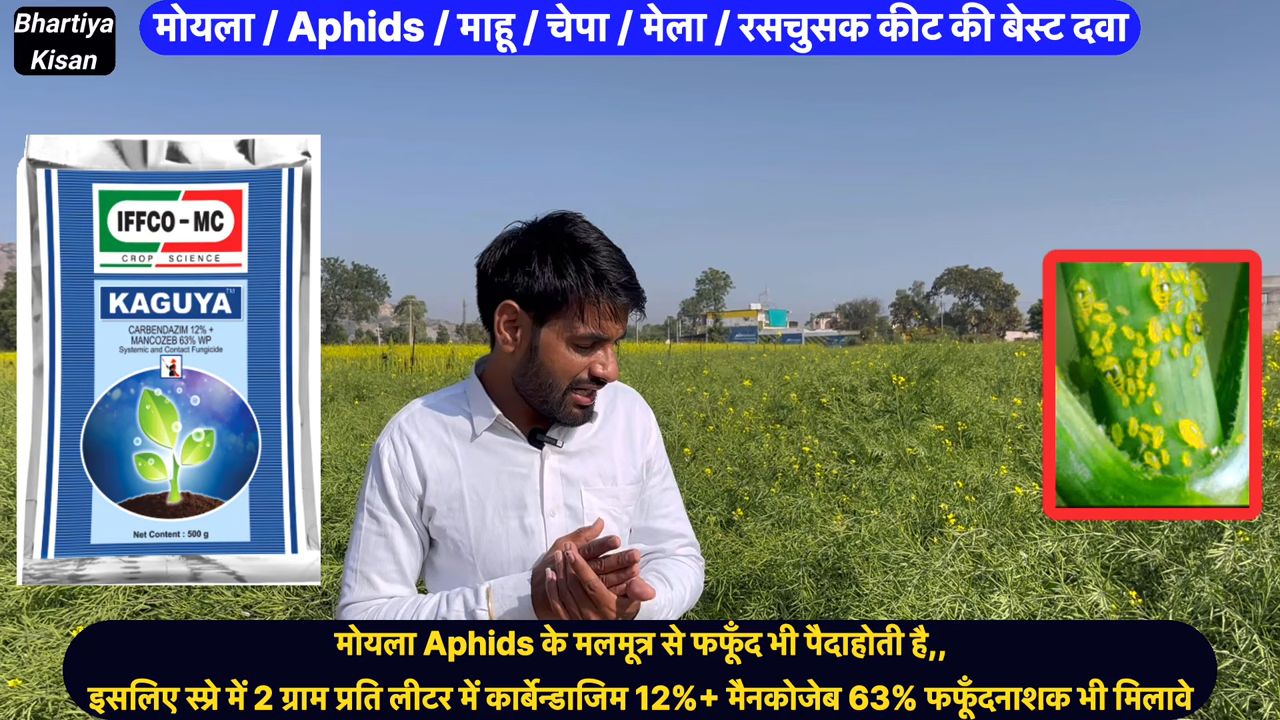 Bhartiya
Kisan
मोयला / Aphids / माहू / चेपा / मेला / रसचुसक कीट की बेस्ट दवा
IFFCO - MC
CROP SCIENCE
KAGUYA™
CARBENDAZIM 12% +
MANCOZEB 63% WP
Systemic and Contact Fungicide
Net Content : 500 g
मोयला Aphids के मलमूत्र से फफूँद भी पैदाहोती है,,
इसलिए स्प्रे में 2 ग्राम प्रति लीटर में कार्बेन्डाजिम 12%+ मैनकोजेब 63% फफूँदनाशक भी मिलावे